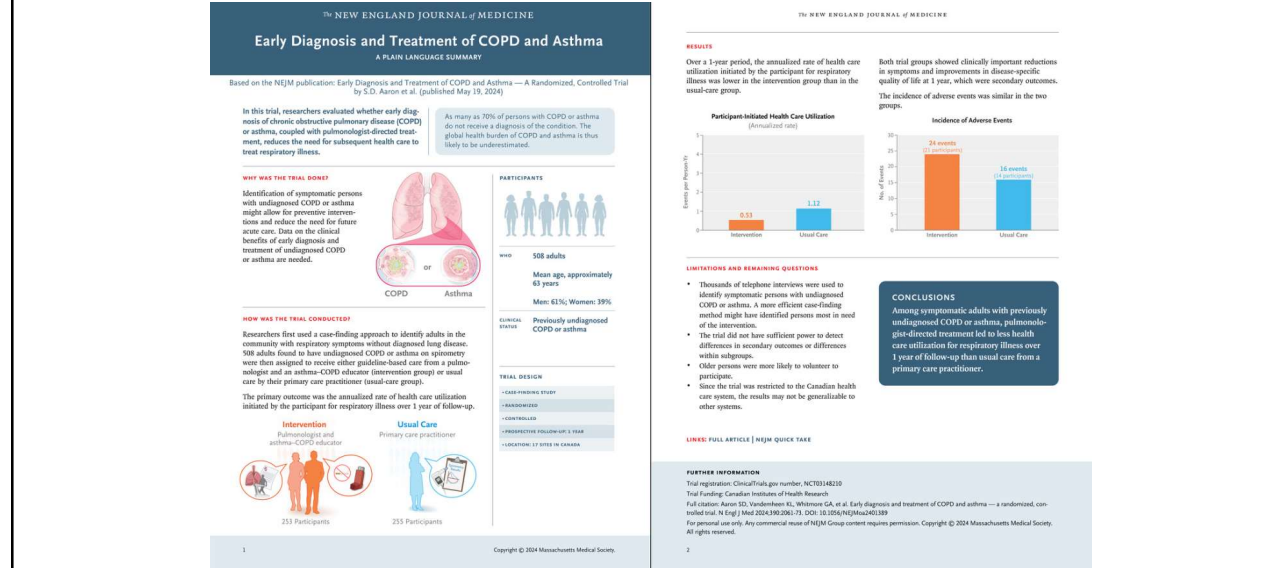 The NEW ENGLAND JOURNAL of MEDICINE
Early Diagnosis and Treatment of COPD and Asthma
A PLAIN LANGUAGE SUMMARY
Based on the NEJM publication: Early Diagnosis and Treatment of COPD and Asthma — A Randomized, Controlled Trial
by S.D. Aaron et al. (published May 19, 2024)
In this trial, researchers evaluated whether early diag-
nosis of chronic obstructive pulmonary disease (COPD)
or asthma, coupled with pulmonologist-directed treat-
ment, reduces the need for subsequent health care to
treat respiratory illness.
As many as 70% of persons with COPD or asthma
do not receive a diagnosis of the condition. The
global health burden of COPD and asthma is thus
likely to be underestimated.
WHY WAS THE TRIAL DONE?
Identification of symptomatic persons
with undiagnosed COPD or asthma
might allow for preventive interven-
tions and reduce the need for future
acute care. Data on the clinical
benefits of early diagnosis and
treatment of undiagnosed COPD
or asthma are needed.
or
COPD
Asthma
HOW WAS THE TRIAL CONDUCTED?
Researchers first used a case-finding approach to identify adults in the
community with respiratory symptoms without diagnosed lung disease.
508 adults found to have undiagnosed COPD or asthma on spirometry
were then assigned to receive either guideline-based care from a pulmo-
nologist and an asthma–COPD educator (intervention group) or usual
care by their primary care practitioner (usual-care group).
The primary outcome was the annualized rate of health care utilization
initiated by the participant for respiratory illness over 1 year of follow-up.
Intervention
Pulmonologist and
asthma–COPD educator
253 Participants
Usual Care
Primary care practitioner
255 Participants
PARTICIPANTS
WHO
508 adults
Mean age, approximately
63 years
Men: 61%; Women: 39%
CLINICAL
STATUS
Previously undiagnosed
COPD or asthma
TRIAL DESIGN
• CASE-FINDING STUDY
• RANDOMIZED
• CONTROLLED
• PROSPECTIVE FOLLOW-UP: 1 YEAR
• LOCATION: 17 SITES IN CANADA
1
Copyright © 2024 Massachusetts Medical Society.
The NEW ENGLAND JOURNAL of MEDICINE
RESULTS
Over a 1-year period, the annualized rate of health care
utilization initiated by the participant for respiratory
illness was lower in the intervention group than in the
usual-care group.
Both trial groups showed clinically important reductions
in symptoms and improvements in disease-specific
quality of life at 1 year, which were secondary outcomes.
The incidence of adverse events was similar in the two
groups.
Participant-Initiated Health Care Utilization
(Annualized rate)
Events per Person-Yr
5
4
3
2
1
0
0.53
1.12
Intervention
Usual Care
Incidence of Adverse Events
No. of Events
30
25
20
15
10
5
0
24 events
(21 participants)
16 events
(14 participants)
Intervention
Usual Care
LIMITATIONS AND REMAINING QUESTIONS
• Thousands of telephone interviews were used to
identify symptomatic persons with undiagnosed
COPD or asthma. A more efficient case-finding
method might have identified persons most in need
of the intervention.
• The trial did not have sufficient power to detect
differences in secondary outcomes or differences
within subgroups.
• Older persons were more likely to volunteer to
participate.
• Since the trial was restricted to the Canadian health
care system, the results may not be generalizable to
other systems.
CONCLUSIONS
Among symptomatic adults with previously
undiagnosed COPD or asthma, pulmonolo-
gist-directed treatment led to less health
care utilization for respiratory illness over
1 year of follow-up than usual care from a
primary care practitioner.
LINKS: FULL ARTICLE | NEJM QUICK TAKE
FURTHER INFORMATION
Trial registration: ClinicalTrials.gov number, NCT03148210
Trial Funding: Canadian Institutes of Health Research
Full citation: Aaron SD, Vandemheen KL, Whitmore GA, et al. Early diagnosis and treatment of COPD and asthma — a randomized, con-
trolled trial. N Engl J Med 2024;390:2061-73. DOI: 10.1056/NEJMoa2401389
For personal use only. Any commercial reuse of NEJM Group content requires permission. Copyright © 2024 Massachusetts Medical Society.
All rights reserved.
2